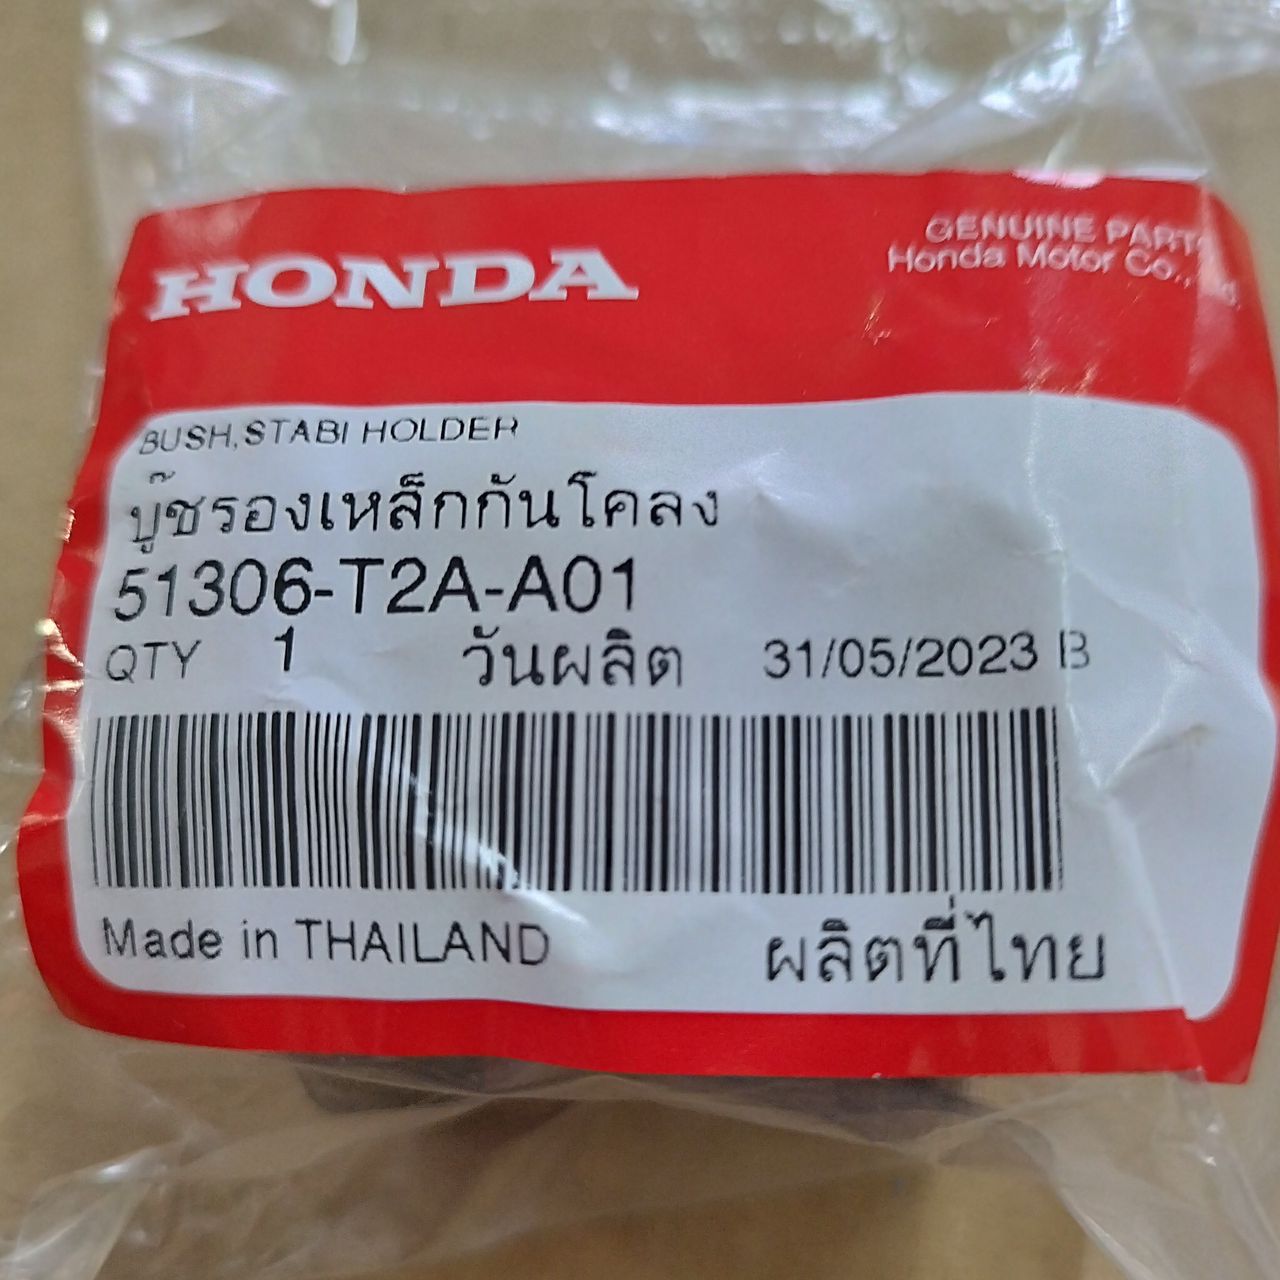 HONDA
GENUINE PARTS
Honda Motor Co.,
BUSH,STABI HOLDER
บู๊ชรองเหล็กกันโคลง
51306-T2A-A01
QTY 1 วันผลิต 31/05/2023 B
Made in THAILAND ผลิตที่ไทย